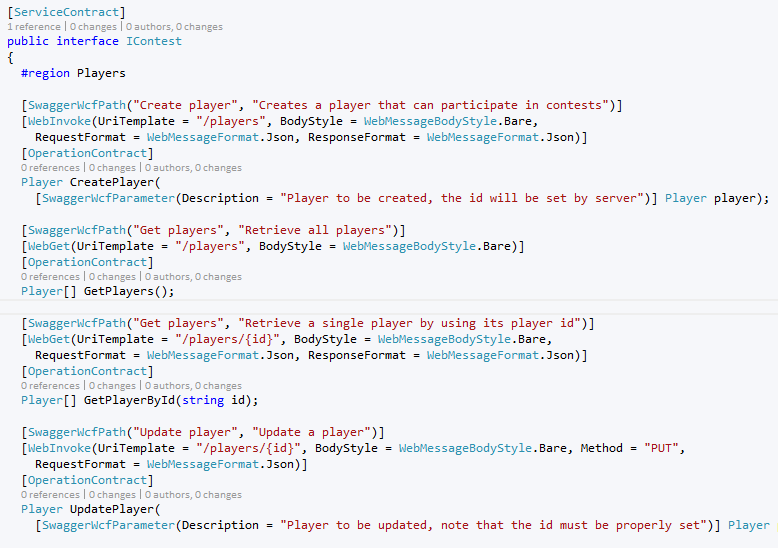 [ServiceContract]
1 reference | 0 changes | 0 authors, 0 changes
public interface IContest
{
#region Players
[SwaggerWcfPath("Create player", "Creates a player that can participate in contests")]
[WebInvoke(UriTemplate = "/players", BodyStyle = WebMessageBodyStyle.Bare,
RequestFormat = WebMessageFormat.Json, ResponseFormat = WebMessageFormat.Json)]
[OperationContract]
0 references | 0 changes | 0 authors, 0 changes
Player CreatePlayer(
[SwaggerWcfParameter(Description = "Player to be created, the id will be set by server")] Player player);
[SwaggerWcfPath("Get players", "Retrieve all players")]
[WebGet(UriTemplate = "/players", BodyStyle = WebMessageBodyStyle.Bare)]
[OperationContract]
0 references | 0 changes | 0 authors, 0 changes
Player[] GetPlayers();
[SwaggerWcfPath("Get players", "Retrieve a single player by using its player id")]
[WebGet(UriTemplate = "/players/{id}", BodyStyle = WebMessageBodyStyle.Bare,
RequestFormat = WebMessageFormat.Json, ResponseFormat = WebMessageFormat.Json)]
[OperationContract]
0 references | 0 changes | 0 authors, 0 changes
Player[] GetPlayerById(string id);
[SwaggerWcfPath("Update player", "Update a player")]
[WebInvoke(UriTemplate = "/players/{id}", BodyStyle = WebMessageBodyStyle.Bare, Method = "PUT",
RequestFormat = WebMessageFormat.Json)]
[OperationContract]
0 references | 0 changes | 0 authors, 0 changes
Player UpdatePlayer(
[SwaggerWcfParameter(Description = "Player to be updated, note that the id must be properly set")] Player